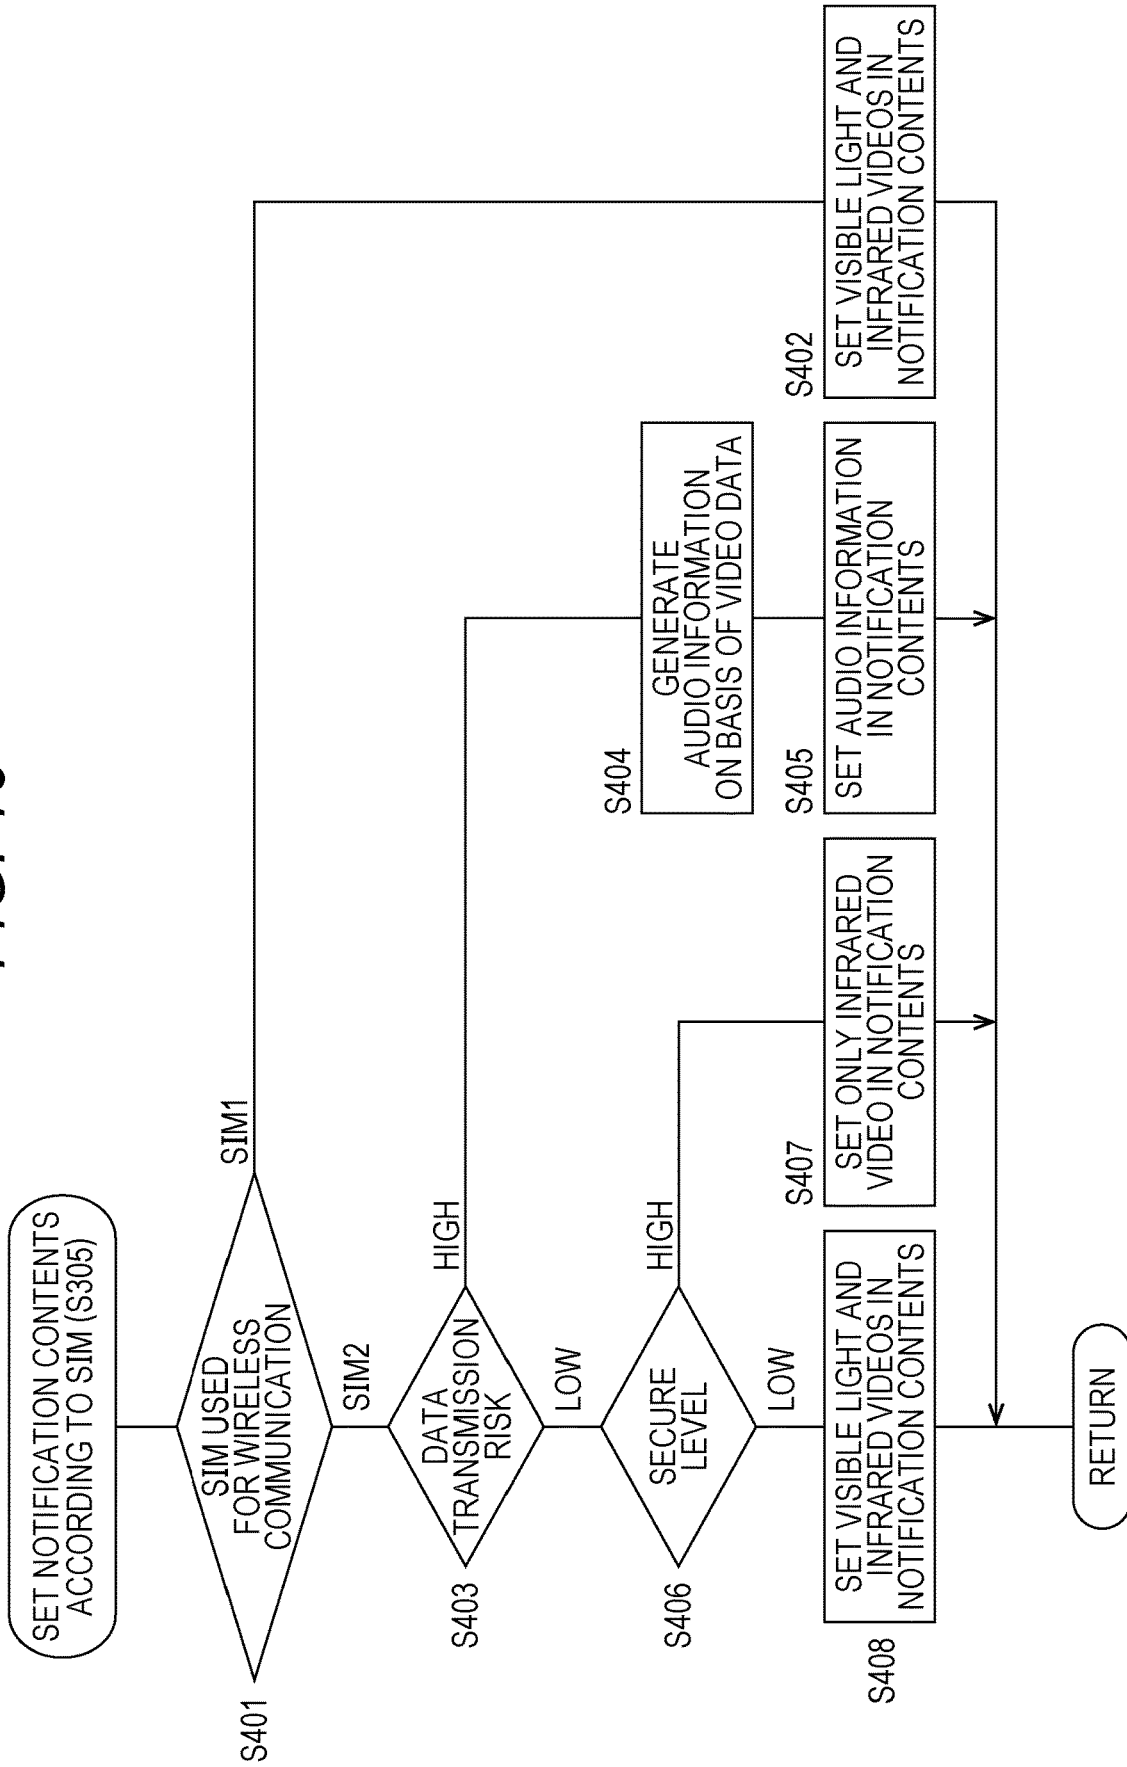 SET NOTIFICATION CONTENTS
ACCORDING TO SIM (S305)
S401
SIM USED
FOR WIRELESS
COMMUNICATION
SIM1
SIM2
S403
DATA
TRANSMISSION
RISK
HIGH
LOW
S404
GENERATE
AUDIO INFORMATION
ON BASIS OF VIDEO DATA
S406
SECURE
LEVEL
HIGH
LOW
S408
SET VISIBLE LIGHT AND
INFRARED VIDEOS IN
NOTIFICATION CONTENTS
S407
SET ONLY INFRARED
VIDEO IN NOTIFICATION
CONTENTS
S405
SET AUDIO INFORMATION
IN NOTIFICATION
CONTENTS
S402
SET VISIBLE LIGHT AND
INFRARED VIDEOS IN
NOTIFICATION CONTENTS
RETURN